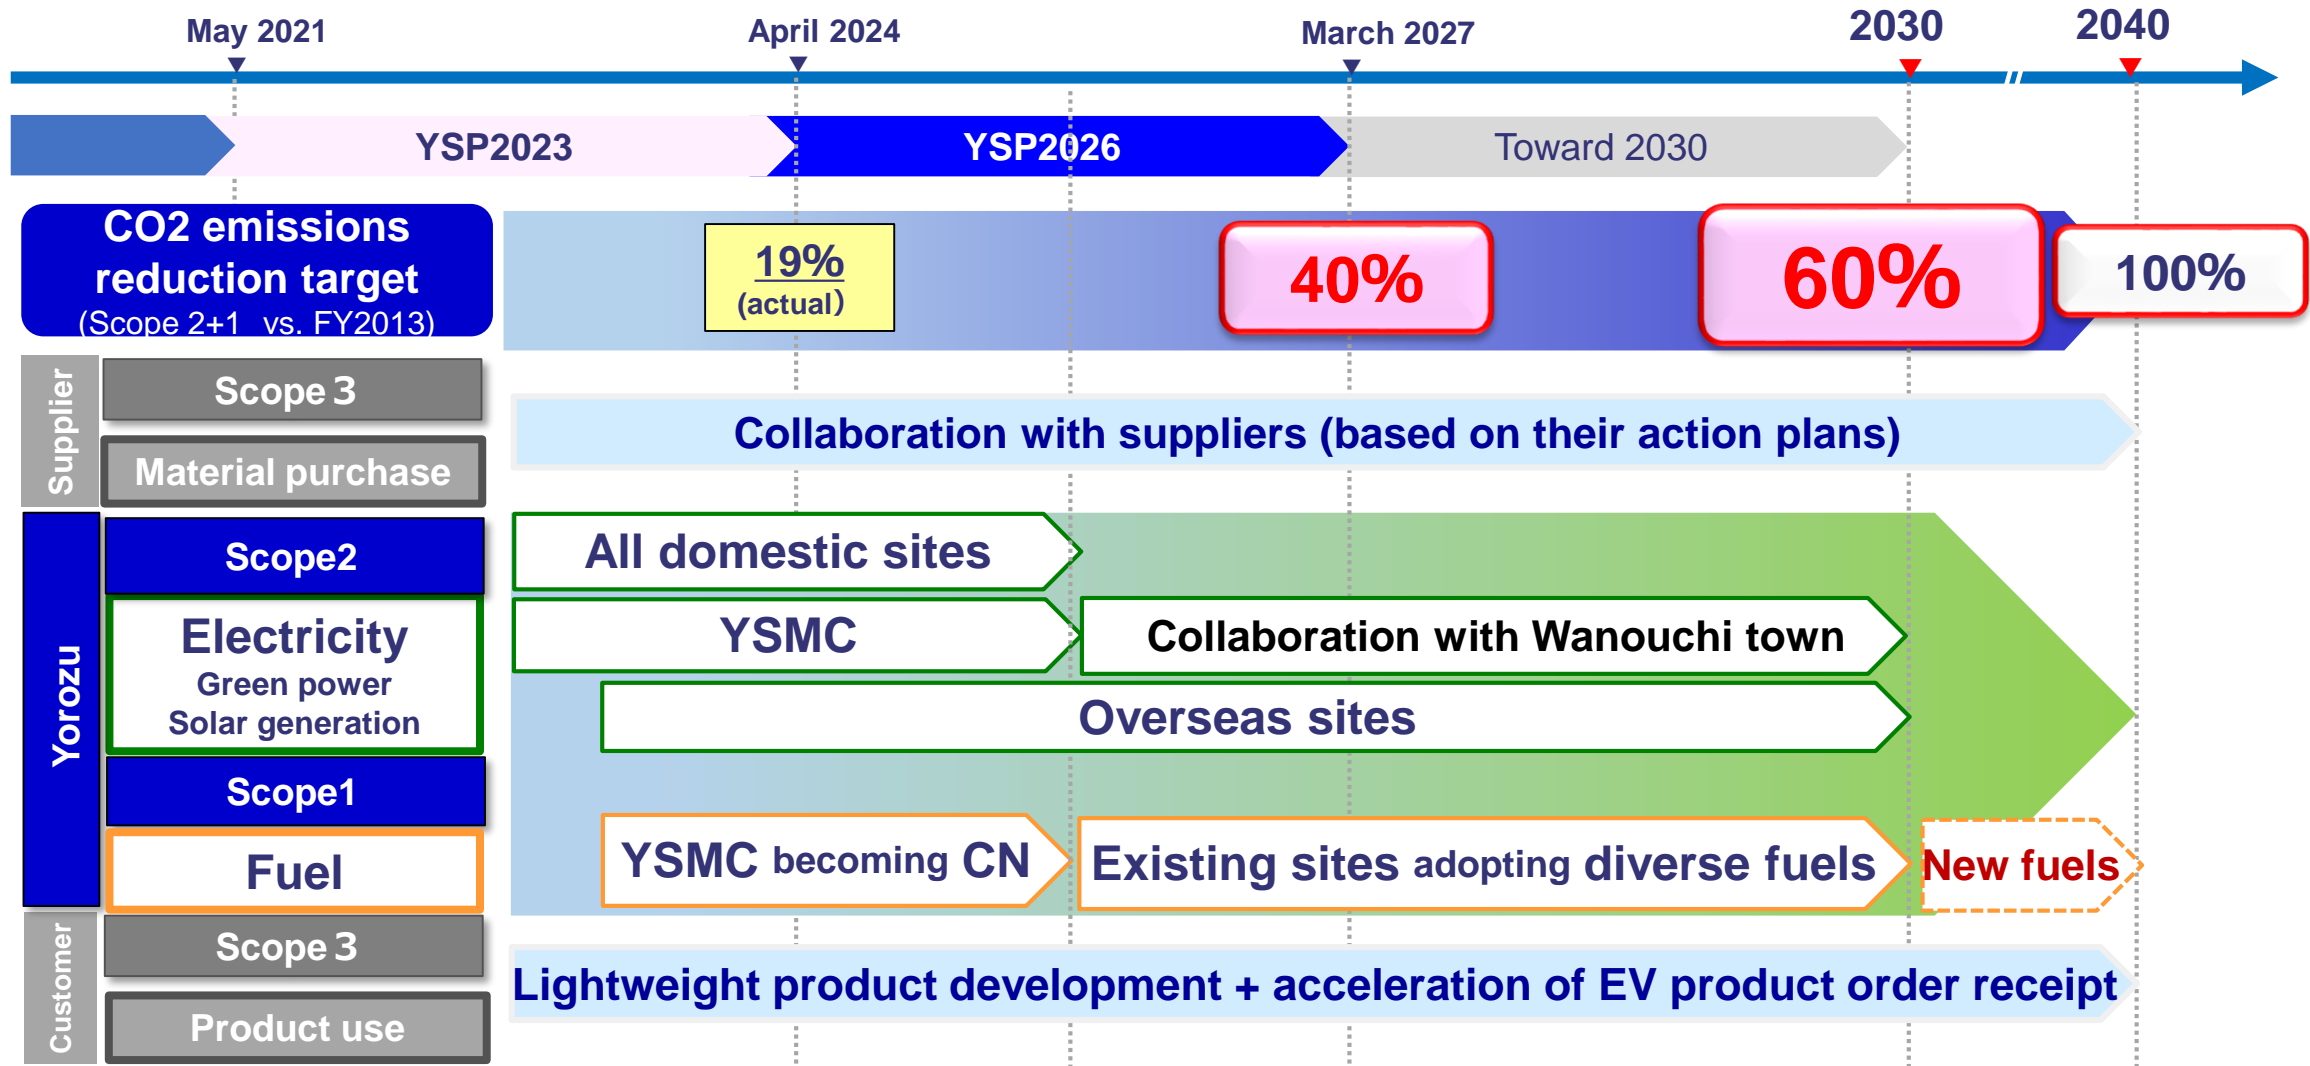 May 2021
April 2024
March 2027
2030
2040
YSP2023
YSP2026
Toward 2030
CO2 emissions
reduction target
(Scope 2+1 vs. FY2013)
19%
(actual)
40%
60%
100%
Supplier
Scope 3
Material purchase
Collaboration with suppliers (based on their action plans)
Yorozu
Scope2
Electricity
Green power
Solar generation
All domestic sites
YSMC
Collaboration with Wanouchi town
Overseas sites
Scope1
Fuel
YSMC becoming CN
Existing sites adopting diverse fuels
New fuels
Customer
Scope 3
Product use
Lightweight product development + acceleration of EV product order receipt